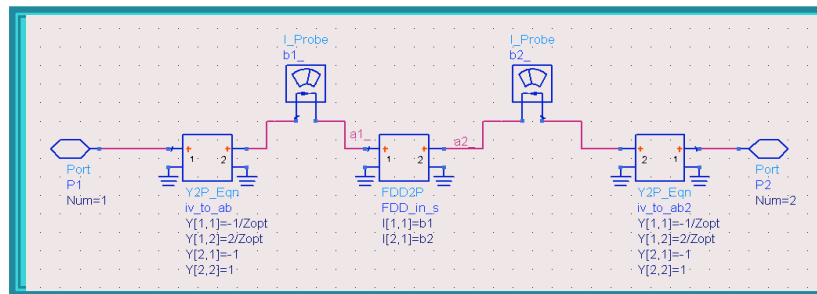 I_Probe
b1_
I_Probe
b2_
a1_
a2_
+ 1 2 +
+ 1 2 +
+ 2 1 +
Port
P1
Num=1
Y2P_Eqn
iv_to_ab
Y[1,1]=-1/Zopt
Y[1,2]=2/Zopt
Y[2,1]=-1
Y[2,2]=1
FDD2P
FDD_in_s
I[1,1]=b1
I[2,1]=b2
Y2P_Eqn
iv_to_ab2
Y[1,1]=-1/Zopt
Y[1,2]=2/Zopt
Y[2,1]=-1
Y[2,2]=1
Port
P2
Num=2